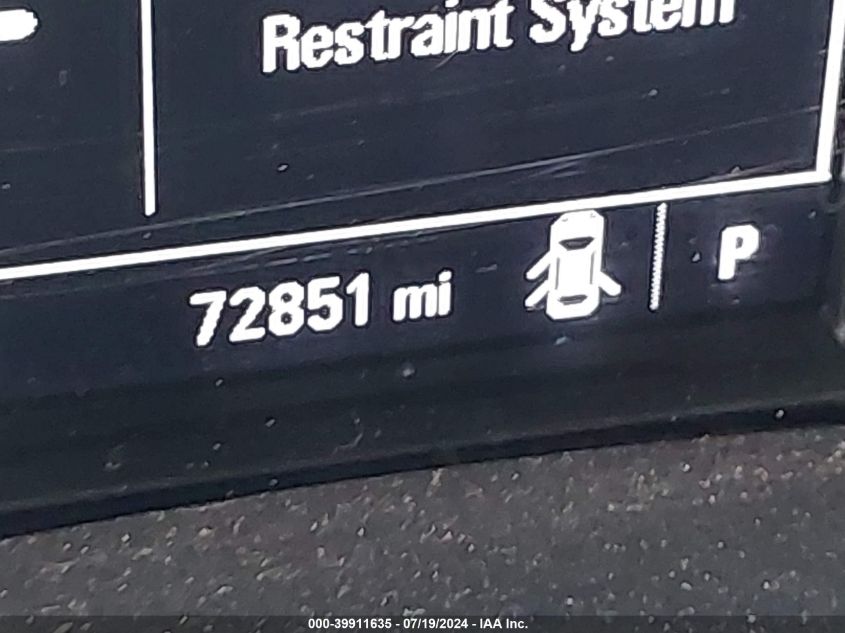 Restraint System
72851 mi
P
000-39911635 - 07/19/2024 - IAA Inc.